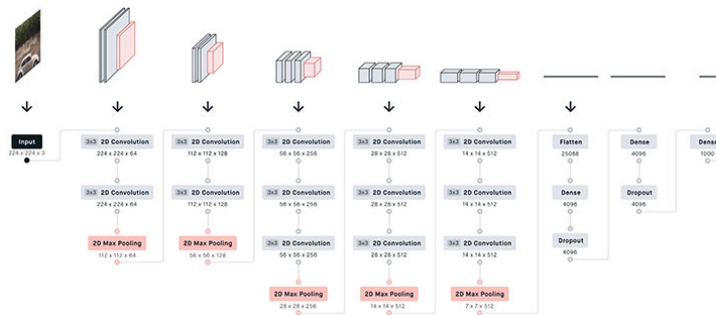 Input
224 x 224 x 3
3x3 2D Convolution
224 x 224 x 64
3x3 2D Convolution
224 x 224 x 64
2D Max Pooling
112 x 112 x 64
3x3 2D Convolution
112 x 112 x 128
3x3 2D Convolution
112 x 112 x 128
2D Max Pooling
56 x 56 x 128
3x3 2D Convolution
56 x 56 x 256
3x3 2D Convolution
56 x 56 x 256
3x3 2D Convolution
56 x 56 x 256
2D Max Pooling
28 x 28 x 256
3x3 2D Convolution
28 x 28 x 512
3x3 2D Convolution
28 x 28 x 512
3x3 2D Convolution
28 x 28 x 512
2D Max Pooling
14 x 14 x 512
3x3 2D Convolution
14 x 14 x 512
3x3 2D Convolution
14 x 14 x 512
3x3 2D Convolution
14 x 14 x 512
2D Max Pooling
7 x 7 x 512
Flatten
25088
Dense
4096
Dropout
4096
Dense
4096
Dropout
4096
Dense
1000